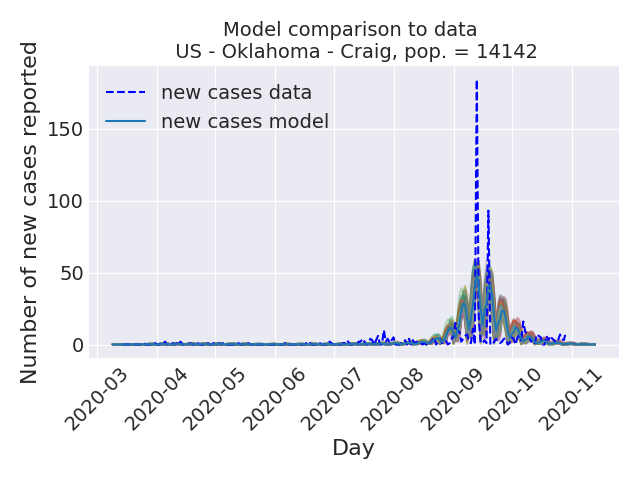 Model comparison to data
US - Oklahoma - Craig, pop. = 14142
new cases data
new cases model
Number of new cases reported
150
100
50
0
2020-03
2020-04
2020-05
2020-06
2020-07
2020-08
2020-09
2020-10
2020-11
Day